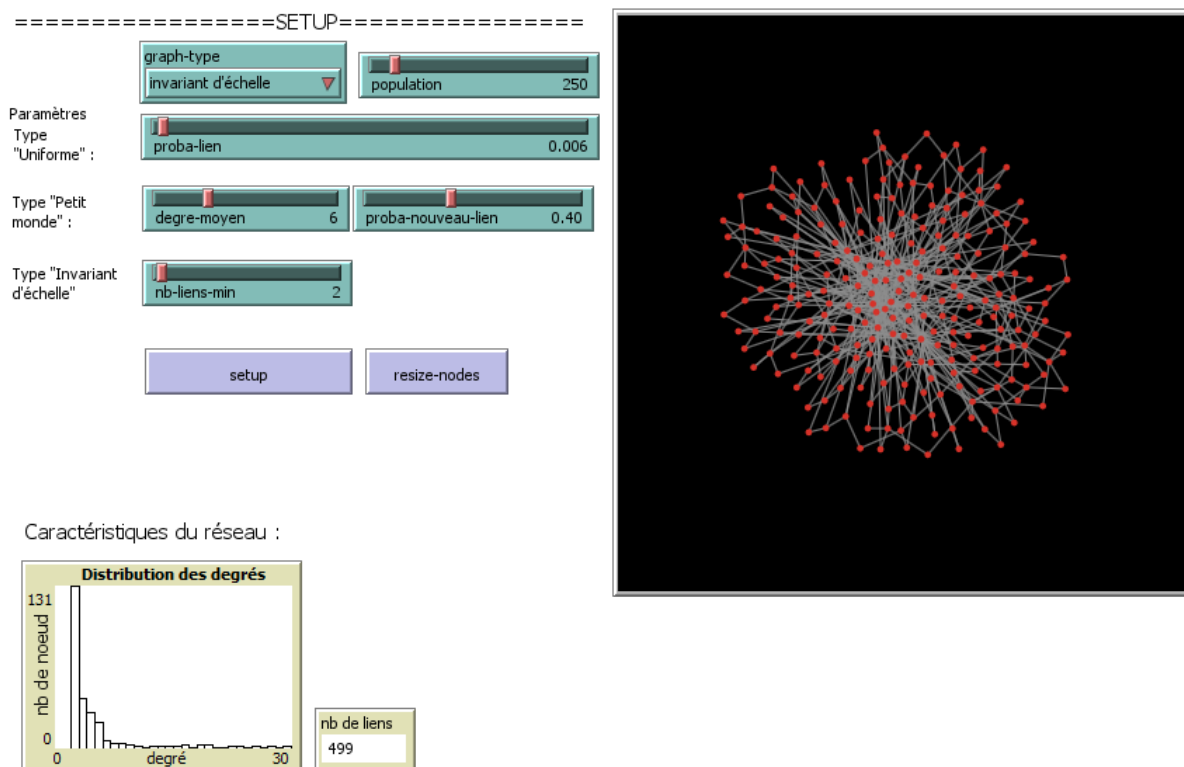 =================SETUP================
graph-type
invariant d'échelle
population 250
Paramètres
Type
"Uniforme" :
proba-lien 0.006
Type "Petit
monde" :
degre-moyen 6
proba-nouveau-lien 0.40
Type "Invariant
d'échelle"
nb-liens-min 2
setup
resize-nodes
Caractéristiques du réseau :
Distribution des degrés
131
nb de noeud
0
0
degré
30
nb de liens
499